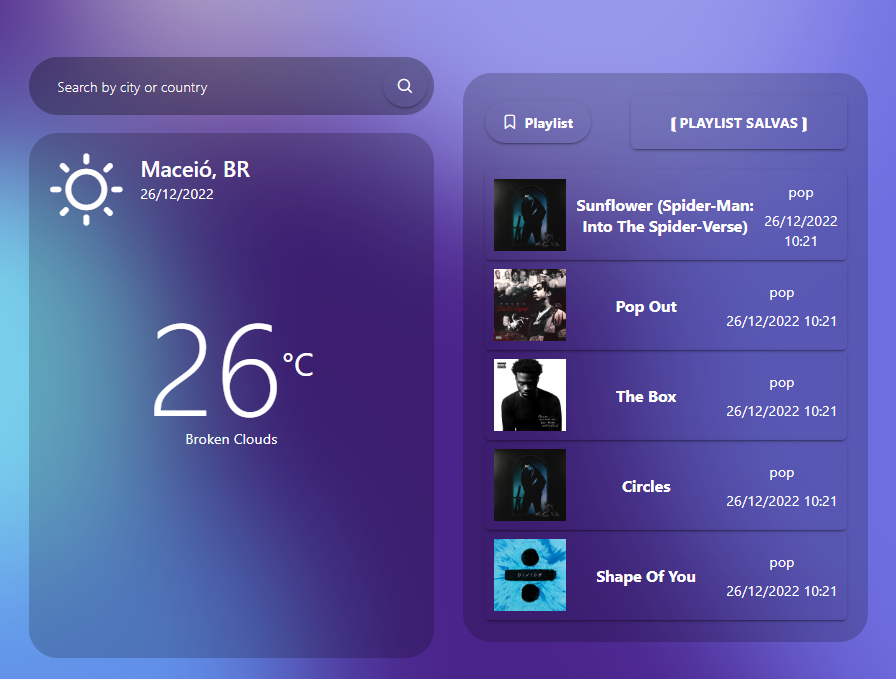 Search by city or country
Maceió, BR
26/12/2022
26°C
Broken Clouds
Playlist
[ PLAYLIST SALVAS ]
Sunflower (Spider-Man:
Into The Spider-Verse)
pop
26/12/2022
10:21
Pop Out
pop
26/12/2022 10:21
The Box
pop
26/12/2022 10:21
Circles
pop
26/12/2022 10:21
DIVIDE
Shape Of You
pop
26/12/2022 10:21